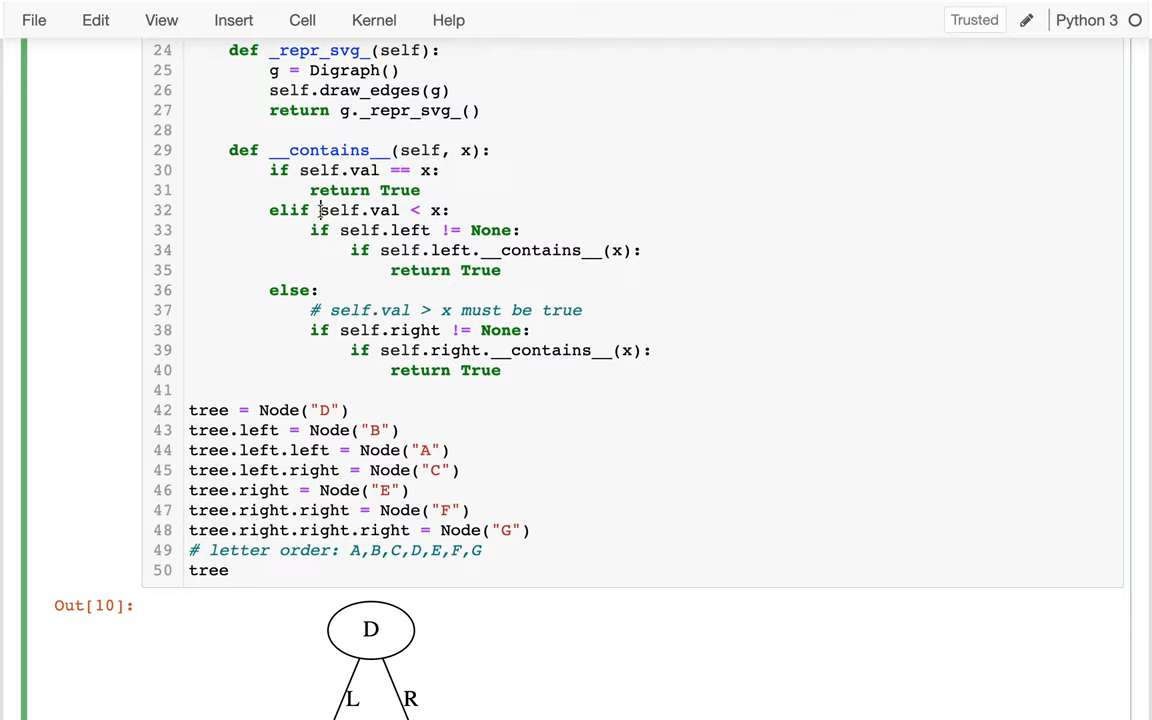 File Edit View Insert Cell Kernel Help Trusted Python 3
24     def _repr_svg_(self):
25         g = Digraph()
26         self.draw_edges(g)
27         return g._repr_svg_()
28
29     def __contains__(self, x):
30         if self.val == x:
31             return True
32         elif self.val < x:
33             if self.left != None:
34                 if self.left.__contains__(x):
35                     return True
36         else:
37             # self.val > x must be true
38             if self.right != None:
39                 if self.right.__contains__(x):
40                     return True
41
42 tree = Node("D")
43 tree.left = Node("B")
44 tree.left.left = Node("A")
45 tree.left.right = Node("C")
46 tree.right = Node("E")
47 tree.right.right = Node("F")
48 tree.right.right.right = Node("G")
49 # letter order: A,B,C,D,E,F,G
50 tree
Out[10]:
D
L R